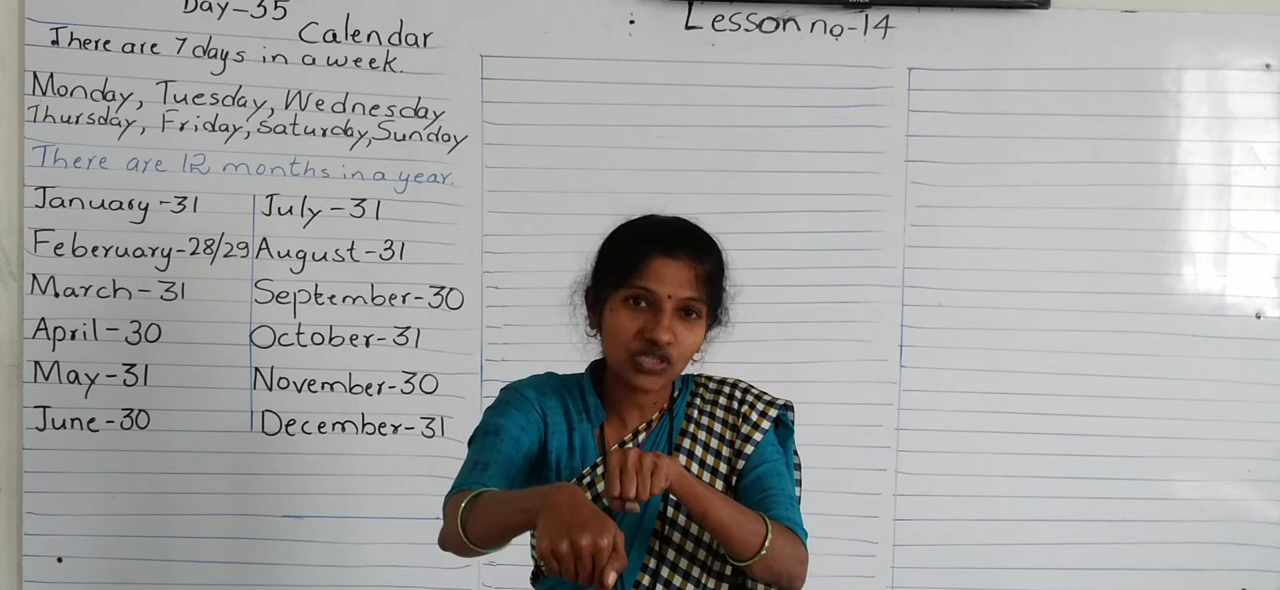 Day-35
Calendar
: Lesson no-14
There are 7 days in a week.
Monday, Tuesday, Wednesday
Thursday, Friday, Saturday, Sunday
There are 12 months in a year.
January-31
Feberuary-28/29
March-31
April-30
May-31
June-30
July-31
August-31
September-30
October-31
November-30
December-31